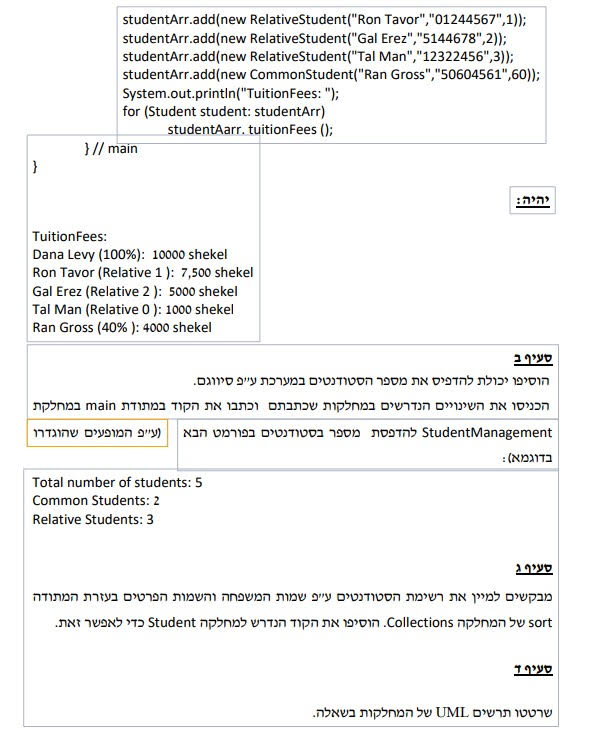 studentArr.add(new RelativeStudent("Ron Tavor","01244567",1));
studentArr.add(new RelativeStudent("Gal Erez","5144678",2));
studentArr.add(new RelativeStudent("Tal Man","12322456",3));
studentArr.add(new CommonStudent("Ran Gross","50604561",60));
System.out.println("TuitionFees: ");
for (Student student: studentArr)
studentAarr. tuitionFees ();
} // main
}
יהיה:
TuitionFees:
Dana Levy (100%): 10000 shekel
Ron Tavor (Relative 1 ): 7,500 shekel
Gal Erez (Relative 2 ): 5000 shekel
Tal Man (Relative 0 ): 1000 shekel
Ran Gross (40% ): 4000 shekel
סעיף ב
הוסיפו יכולת להדפיס את מספר הסטודנטים במערכת ע״פ סיווגם.
הכניסו את השינויים הנדרשים במחלקות שכתבתם וכתבו את הקוד במתודת main במחלקת
StudentManagement להדפסת מספר בסטודנטים בפורמט הבא (ע״פ המופעים שהוגדרו
בדוגמא):
Total number of students: 5
Common Students: 2
Relative Students: 3
סעיף ג
מבקשים למיין את רשימת הסטודנטים ע״פ שמות המשפחה והשמות הפרטים בעזרת המתודה
sort של המחלקה Collections. הוסיפו את הקוד הנדרש למחלקה Student כדי לאפשר זאת.
סעיף ד
שרטטו תרשים UML של המחלקות בשאלה.